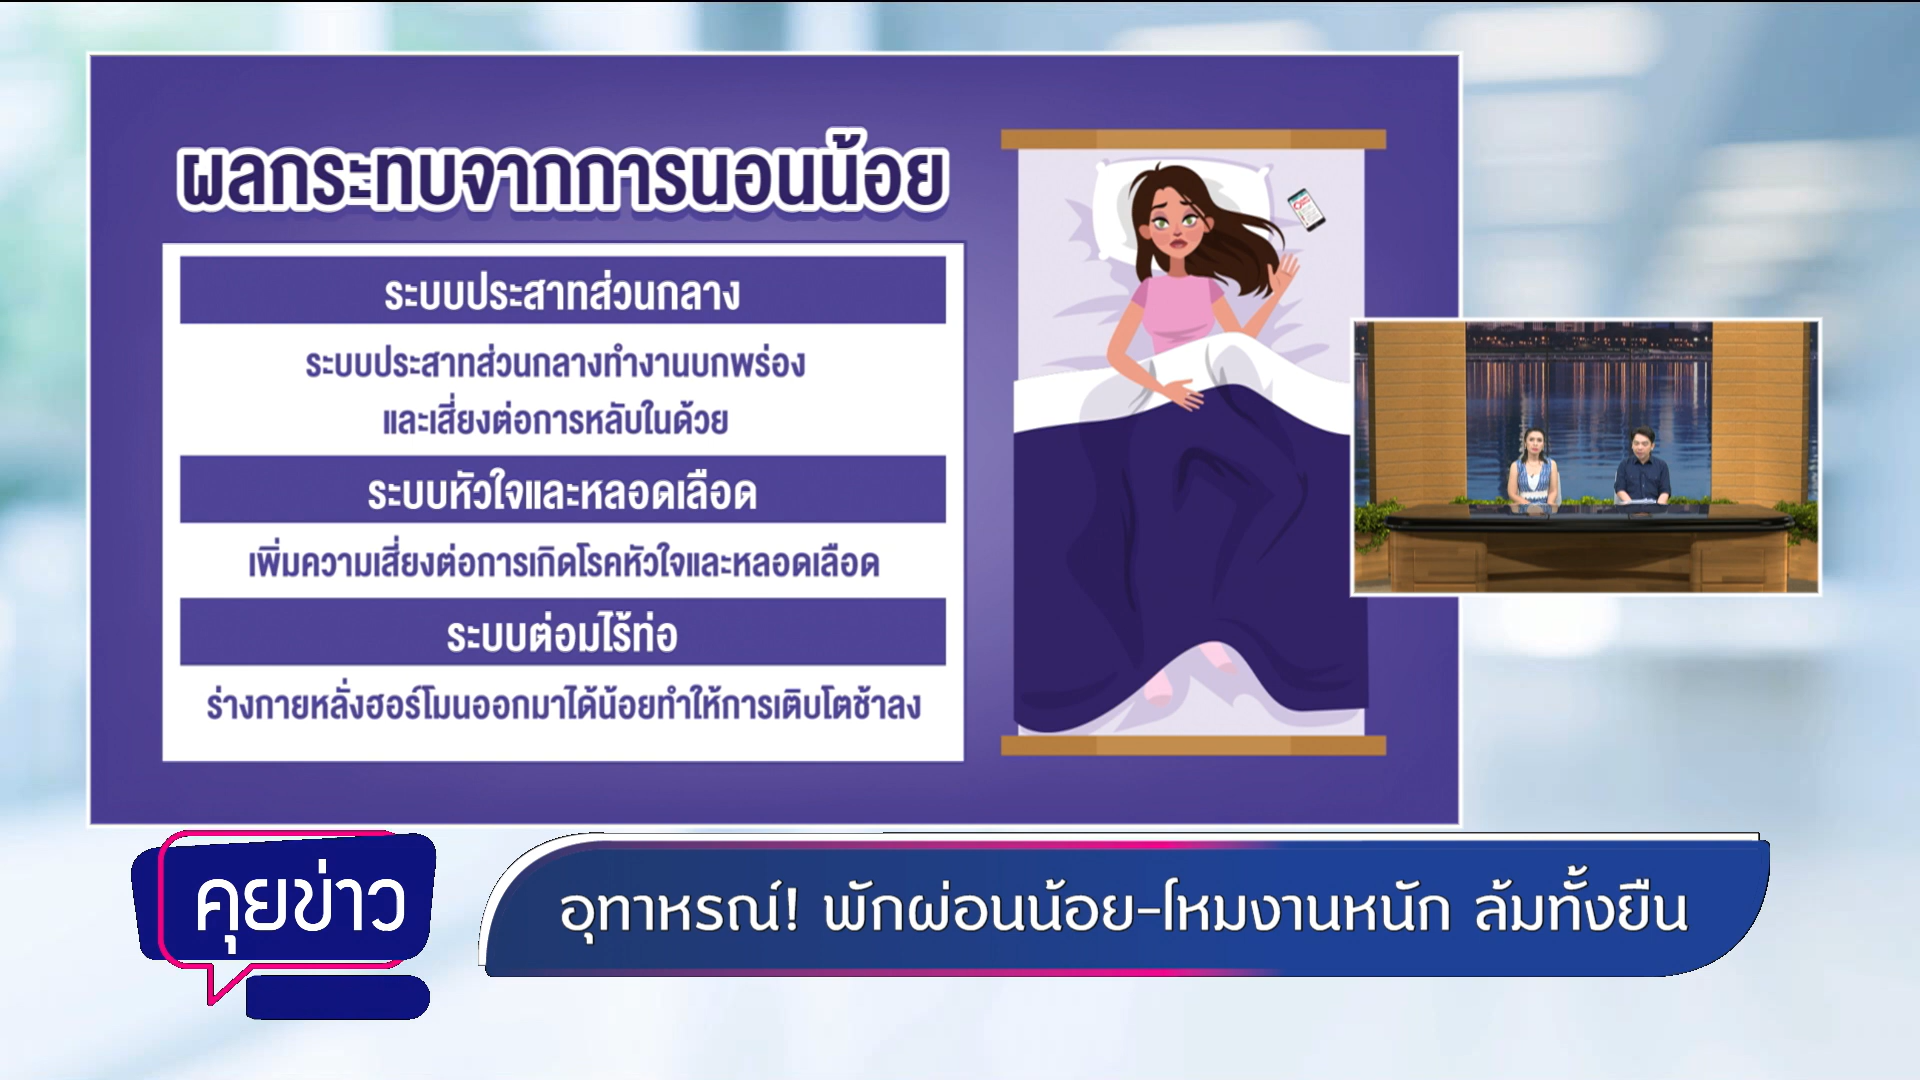 ผลกระทบจากการนอนน้อย
ระบบประสาทส่วนกลาง
ระบบประสาทส่วนกลางทำงานบกพร่อง
และเสี่ยงต่อการหลับในด้วย
ระบบหัวใจและหลอดเลือด
เพิ่มความเสี่ยงต่อการเกิดโรคหัวใจและหลอดเลือด
ระบบต่อมไร้ท่อ
ร่างกายหลั่งฮอร์โมนออกมาได้น้อยทำให้การเติบโตช้าลง
คุยข่าว
อุทาหรณ์! พักผ่อนน้อย-โหมงานหนัก ล้มทั้งยืน